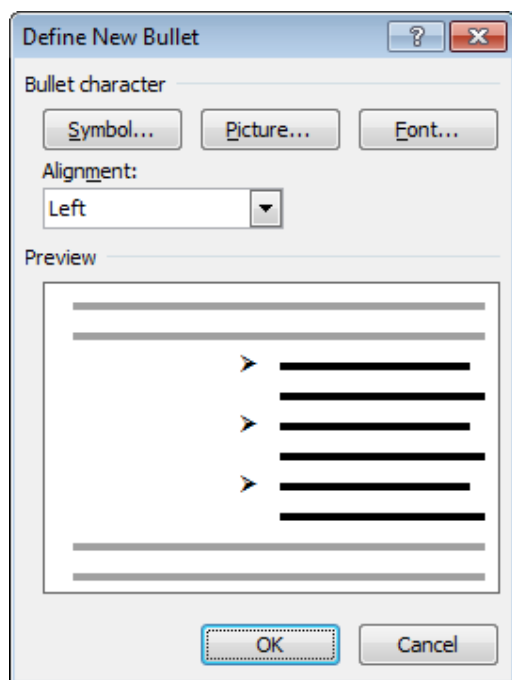 Define New Bullet
Bullet character
Symbol... Picture... Font...
Alignment:
Left
Preview
OK Cancel